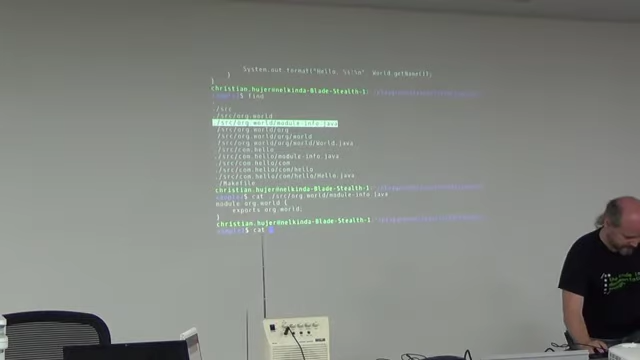 System.out.format("Hello, %s!%n", World.getName());
}
}
christian.hujer@nelkinda-Blade-Stealth-1:
$ find
.
./src
./src/org.world
./src/org.world/module-info.java
./src/org.world/org
./src/org.world/org/world
./src/org.world/org/world/World.java
./src/com.hello
./src/com.hello/module-info.java
./src/com.hello/com
./src/com.hello/com/hello
./src/com.hello/com/hello/Hello.java
./Makefile
christian.hujer@nelkinda-Blade-Stealth-1:
$ cat ./src/org.world/module-info.java
module org.world {
exports org.world;
}
christian.hujer@nelkinda-Blade-Stealth-1:
$ cat